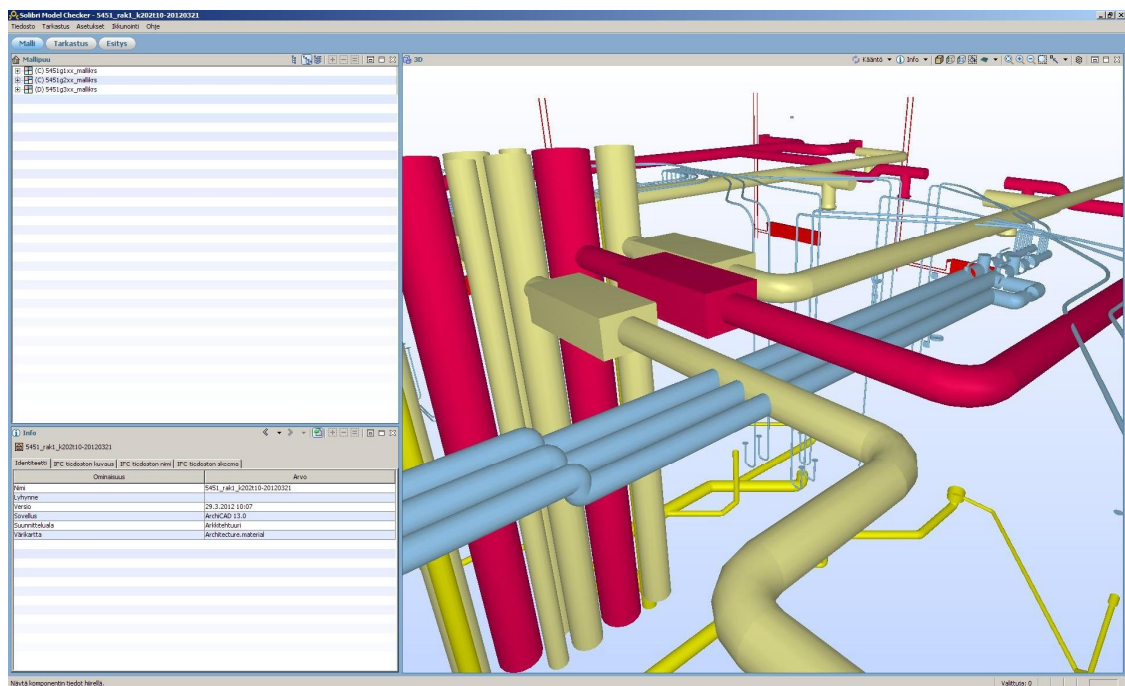 Solibri Model Checker - 5451_rak1_k202t10-20120321
Tiedosto Tarkastus Asetukset Ikkunointi Ohje
Malli Tarkastus Esitys
Mallipuu
(C) 5451g1xx_mallikrs
(C) 5451g2xx_mallikrs
(D) 5451g3xx_mallikrs
3D
Kääntö Info
Info
5451_rak1_k202t10-20120321
Identiteetti IFC tiedoston kuvaus IFC tiedoston nimi IFC tiedoston skeema
Ominaisuus Arvo
Nimi 5451_rak1_k202t10-20120321
Lyhynne
Versio 29.3.2012 10:07
Sovellus ArchiCAD 13.0
Suunnitteluala Arkkitehtuuri
Värikartta Architecture.material
Näytä komponentin tiedot hiirellä.
Valittuna: 0